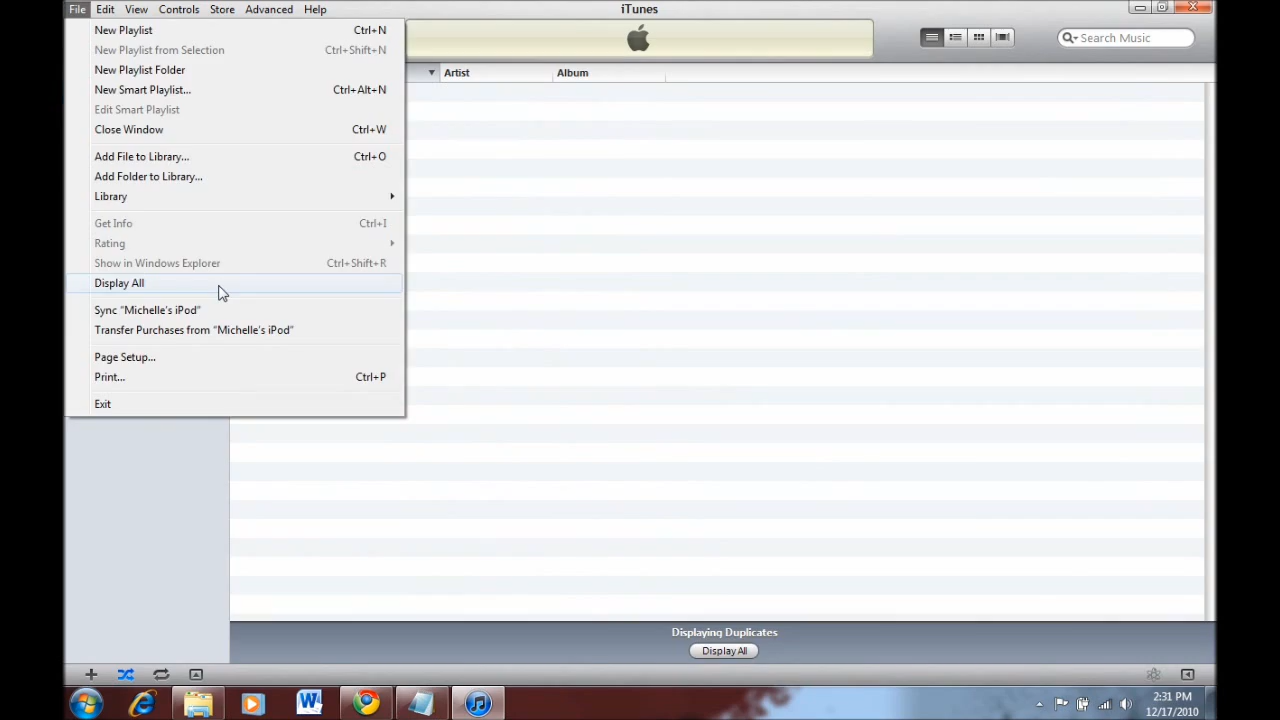 File Edit View Controls Store Advanced Help
iTunes
New Playlist Ctrl+N
New Playlist from Selection Ctrl+Shift+N
New Playlist Folder
New Smart Playlist... Ctrl+Alt+N
Edit Smart Playlist
Close Window Ctrl+W
Add File to Library... Ctrl+O
Add Folder to Library...
Library
Get Info Ctrl+I
Rating
Show in Windows Explorer Ctrl+Shift+R
Display All
Sync "Michelle's iPod"
Transfer Purchases from "Michelle's iPod"
Page Setup...
Print... Ctrl+P
Exit
Search Music
Artist Album
Displaying Duplicates
Display All
2:31 PM
12/17/2010